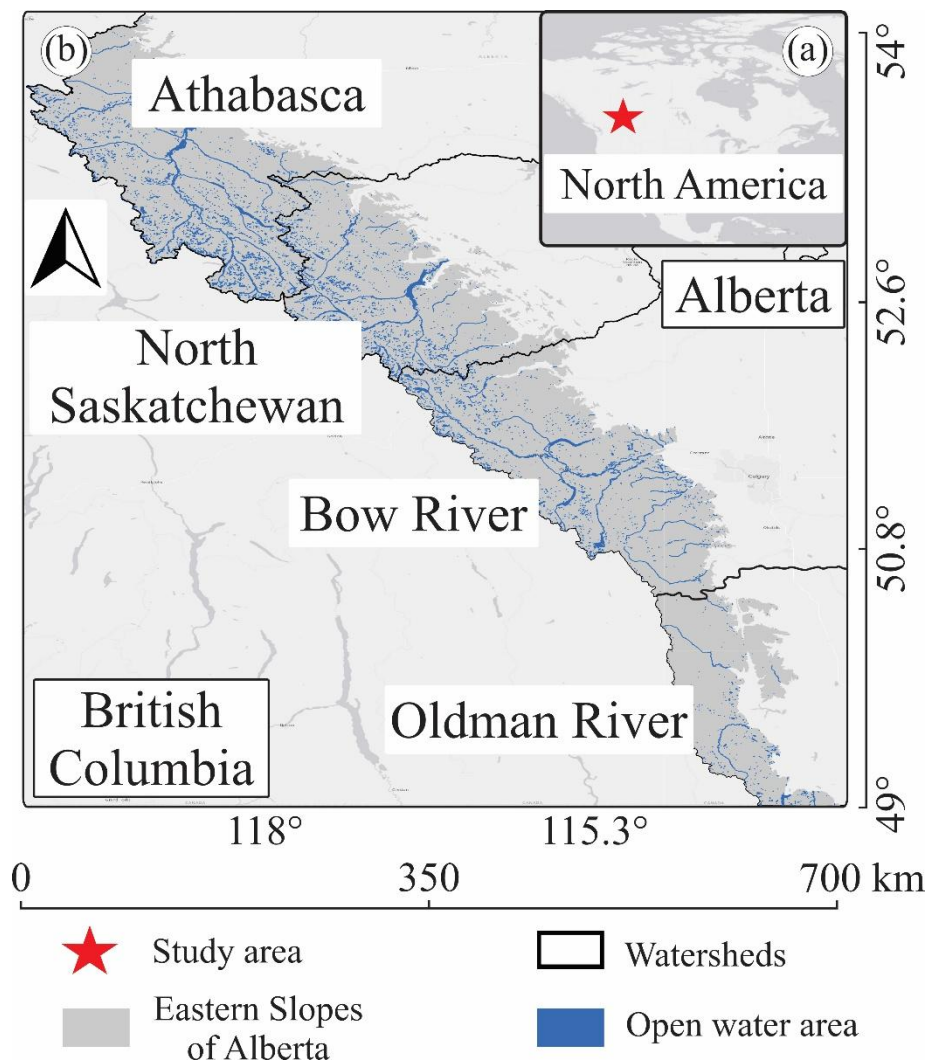 (b)
(a)
54°
Athabasca
North America
Alberta
52.6°
North
Saskatchewan
Bow River
Calgary
50.8°
British
Columbia
Oldman River
49°
118°
115.3°
0
350
700 km
Study area
Watersheds
Eastern Slopes
of Alberta
Open water area